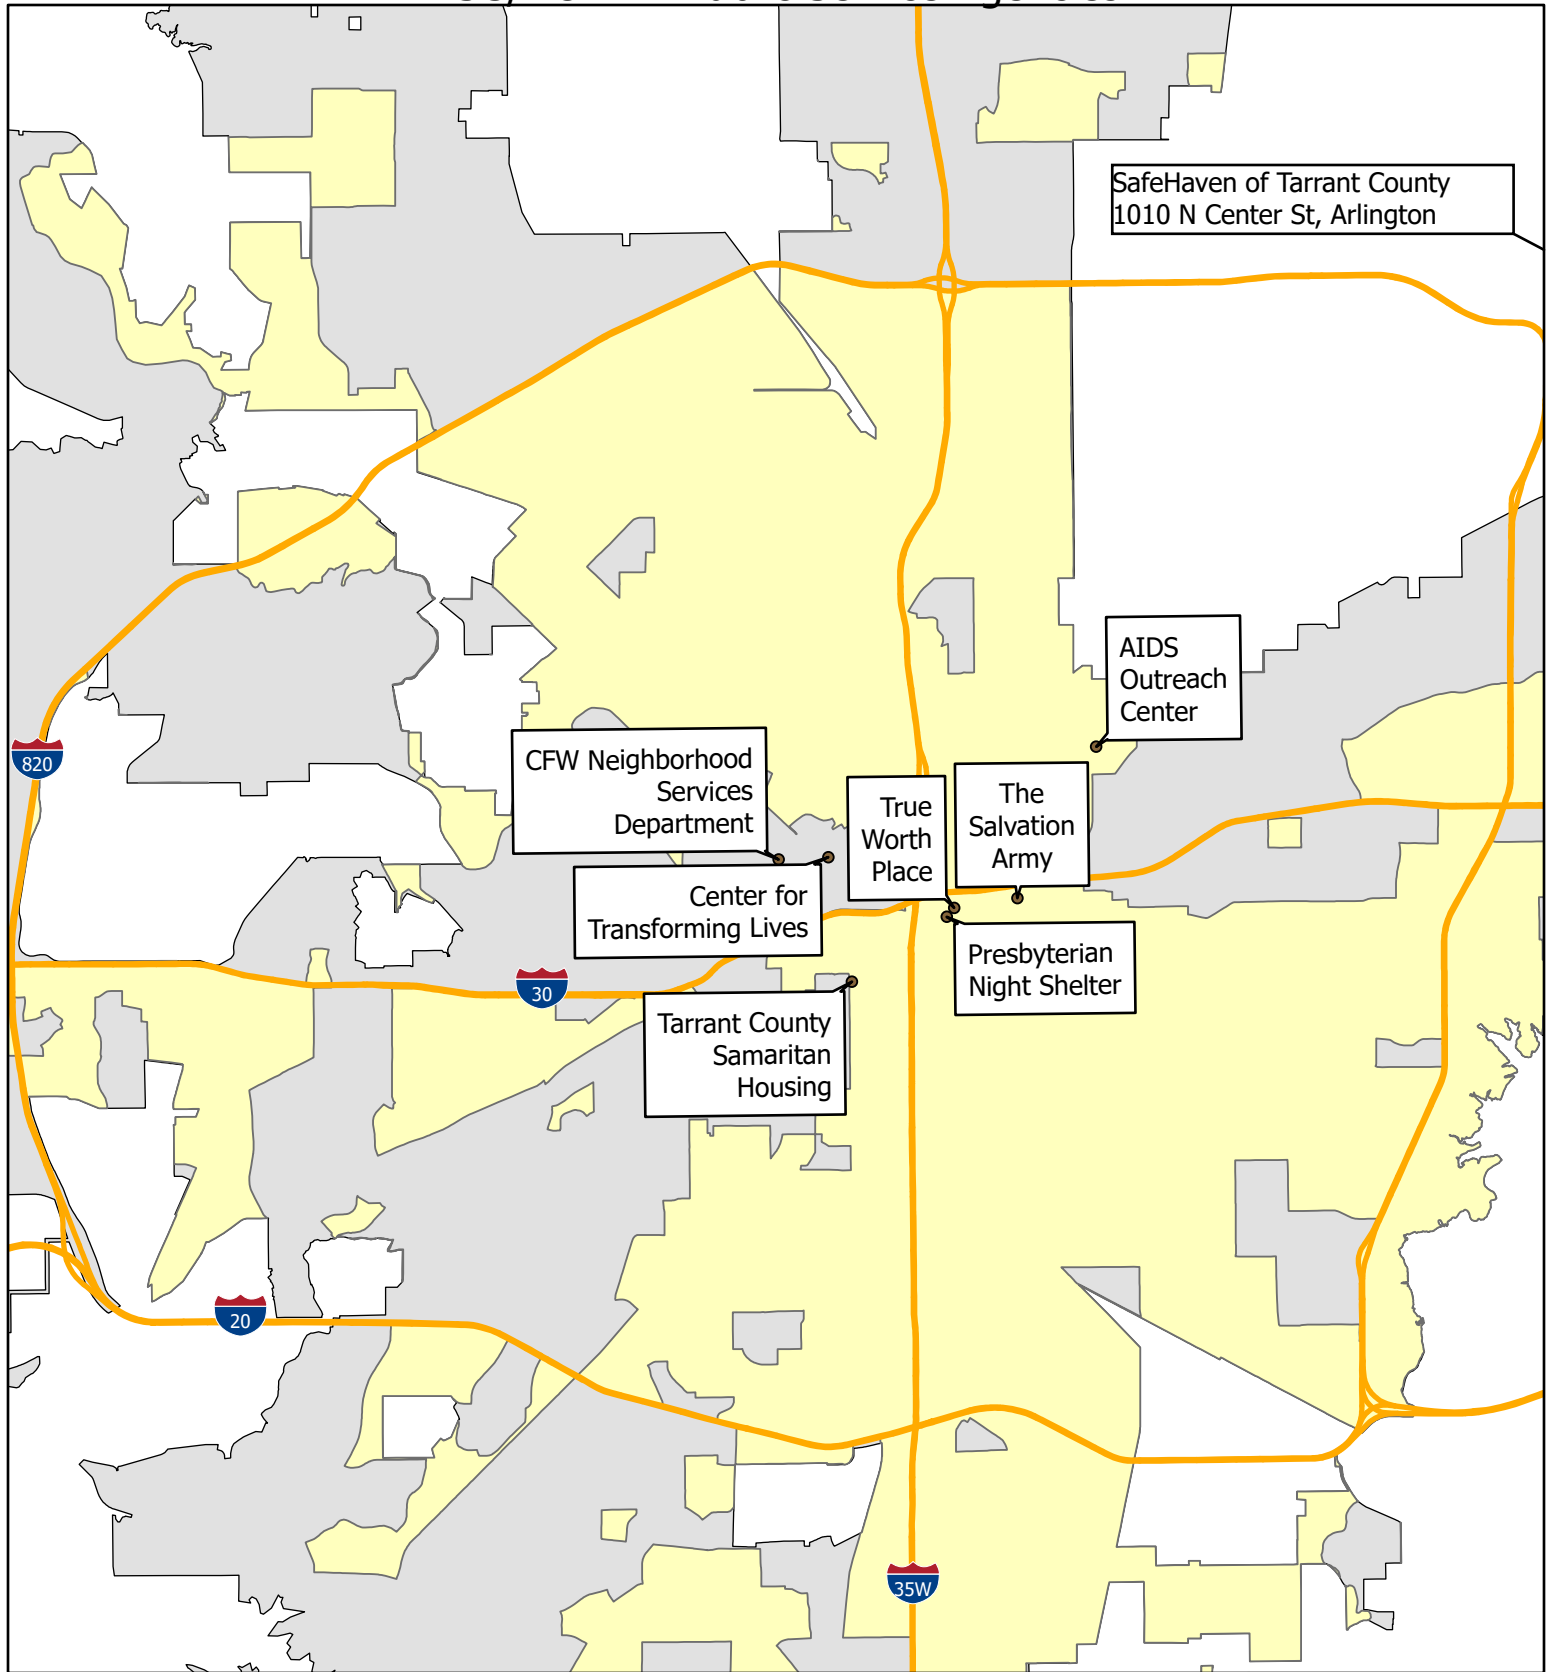 SafeHaven of Tarrant County
1010 N Center St, Arlington
AIDS
Outreach
Center
CFW Neighborhood
Services
Department
820
True
Worth
Place
The
Salvation
Army
Center for
Transforming Lives
Presbyterian
Night Shelter
30
Tarrant County
Samaritan
Housing
20
35W